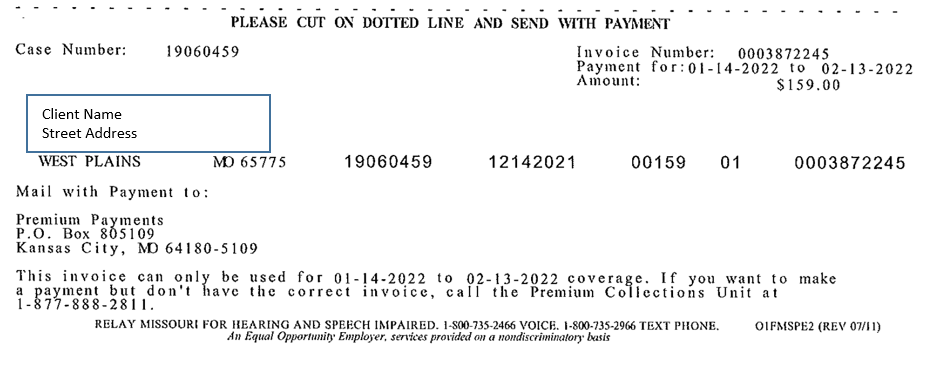 PLEASE CUT ON DOTTED LINE AND SEND WITH PAYMENT
Case Number: 19060459
Invoice Number: 0003872245
Payment for:01-14-2022 to 02-13-2022
Amount: $159.00
Client Name
Street Address
WEST PLAINS MO 65775 19060459 12142021 00159 01 0003872245
Mail with Payment to:
Premium Payments
P.O. Box 805109
Kansas City, MO 64180-5109
This invoice can only be used for 01-14-2022 to 02-13-2022 coverage. If you want to make
a payment but don't have the correct invoice, call the Premium Collections Unit at
1-877-888-2811.
RELAY MISSOURI FOR HEARING AND SPEECH IMPAIRED. 1-800-735-2466 VOICE. 1-800-735-2966 TEXT PHONE. O1FMSPE2 (REV 07/11)
An Equal Opportunity Employer, services provided on a nondiscriminatory basis